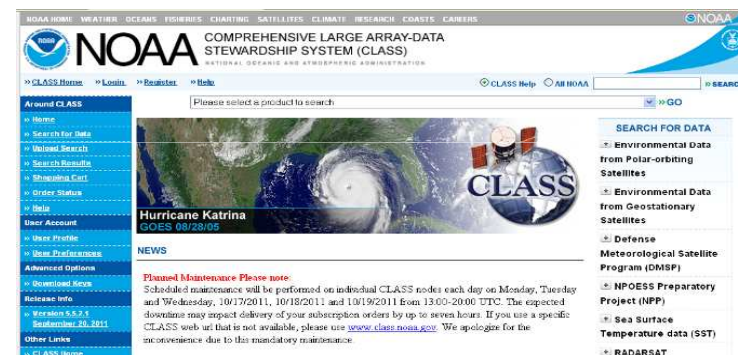 NOAA HOME WEATHER OCEANS FISHERIES CHARTING SATELLITES CLIMATE RESEARCH COASTS CAREERS
NOAA
NOAA
COMPREHENSIVE LARGE ARRAY-DATA
STEWARDSHIP SYSTEM (CLASS)
NATIONAL OCEANIC AND ATMOSPHERIC ADMINISTRATION
» CLASS Home » Login » Register » Help
CLASS Help All NOAA » SEARC
Around CLASS
» Home
» Search for Data
» Upload Search
» Search Results
» Shopping Cart
» Order Status
» Help
User Account
» User Profile
» User Preferences
Advanced Options
» Download Keys
Release Info
» Version 5.5.2.1
September 20, 2011
Other Links
» CLASS Home
Please select a product to search
» GO
CLASS
Hurricane Katrina
GOES 08/28/05
NEWS
Planned Maintenance Please note:
Scheduled maintenance will be performed on individual CLASS nodes each day on Monday, Tuesday
and Wednesday, 10/17/2011, 10/18/2011 and 10/19/2011 from 13:00-20:00 UTC. The expected
downtime may impact delivery of your subscription orders by up to seven hours. If you use a specific
CLASS web url that is not available, please use www.class.noaa.gov. We apologize for the
inconvenience due to this mandatory maintenance.
SEARCH FOR DATA
Environmental Data
from Polar-orbiting
Satellites
Environmental Data
from Geostationary
Satellites
Defense
Meteorological Satellite
Program (DMSP)
NPOESS Preparatory
Project (NPP)
Sea Surface
Temperature data (SST)
RADARSAT